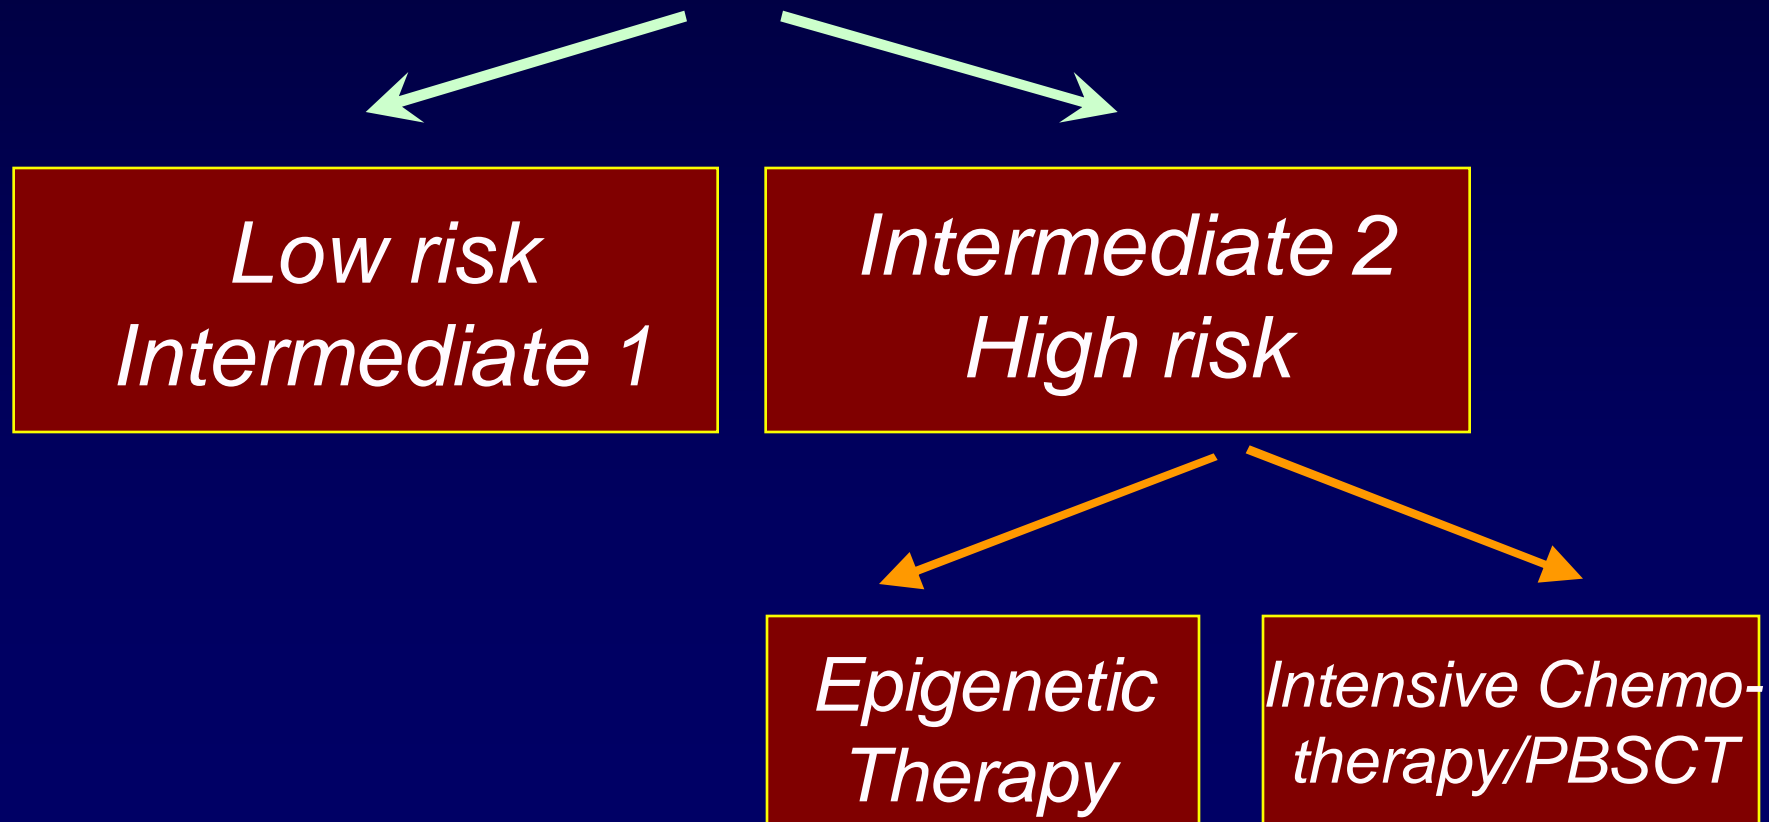 Low risk
Intermediate 1
Intermediate 2
High risk
Epigenetic
Therapy
Intensive Chemo-
therapy/PBSCT